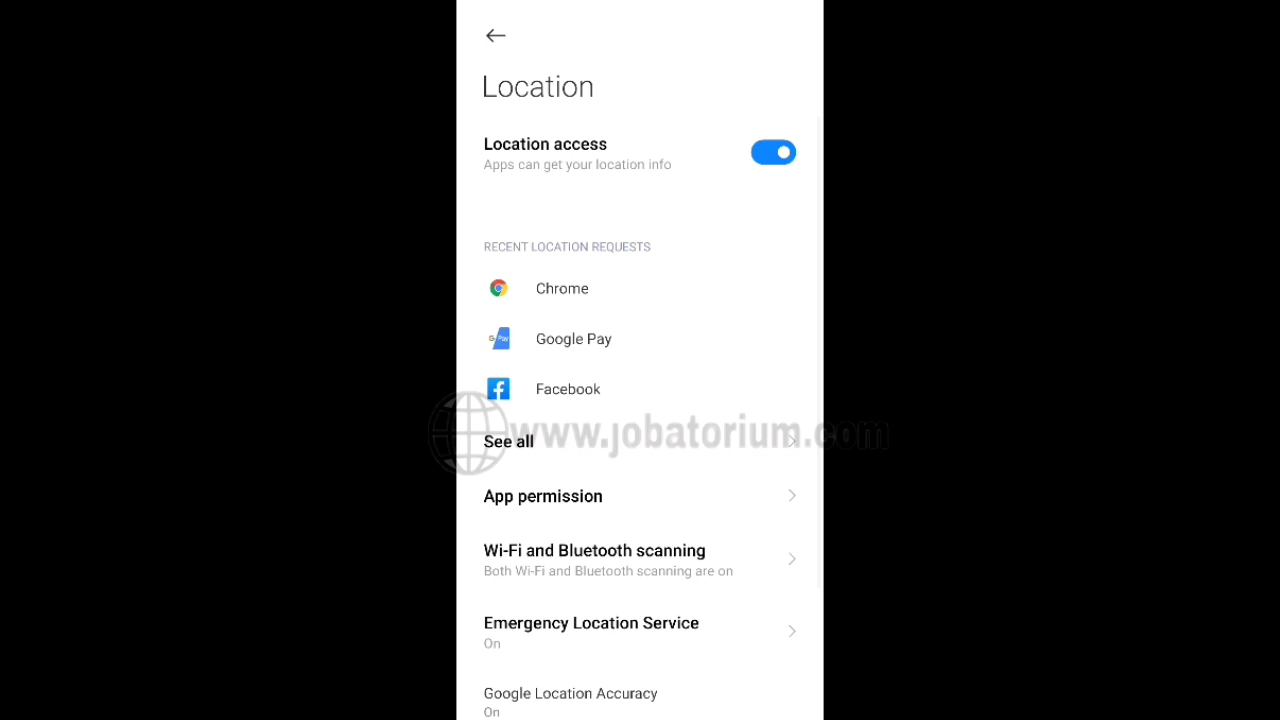 Location
Location access
Apps can get your location info
RECENT LOCATION REQUESTS
Chrome
G Pay
Google Pay
Facebook
www.jobatorium.com
See all
App permission
Wi-Fi and Bluetooth scanning
Both Wi-Fi and Bluetooth scanning are on
Emergency Location Service
On
Google Location Accuracy
On